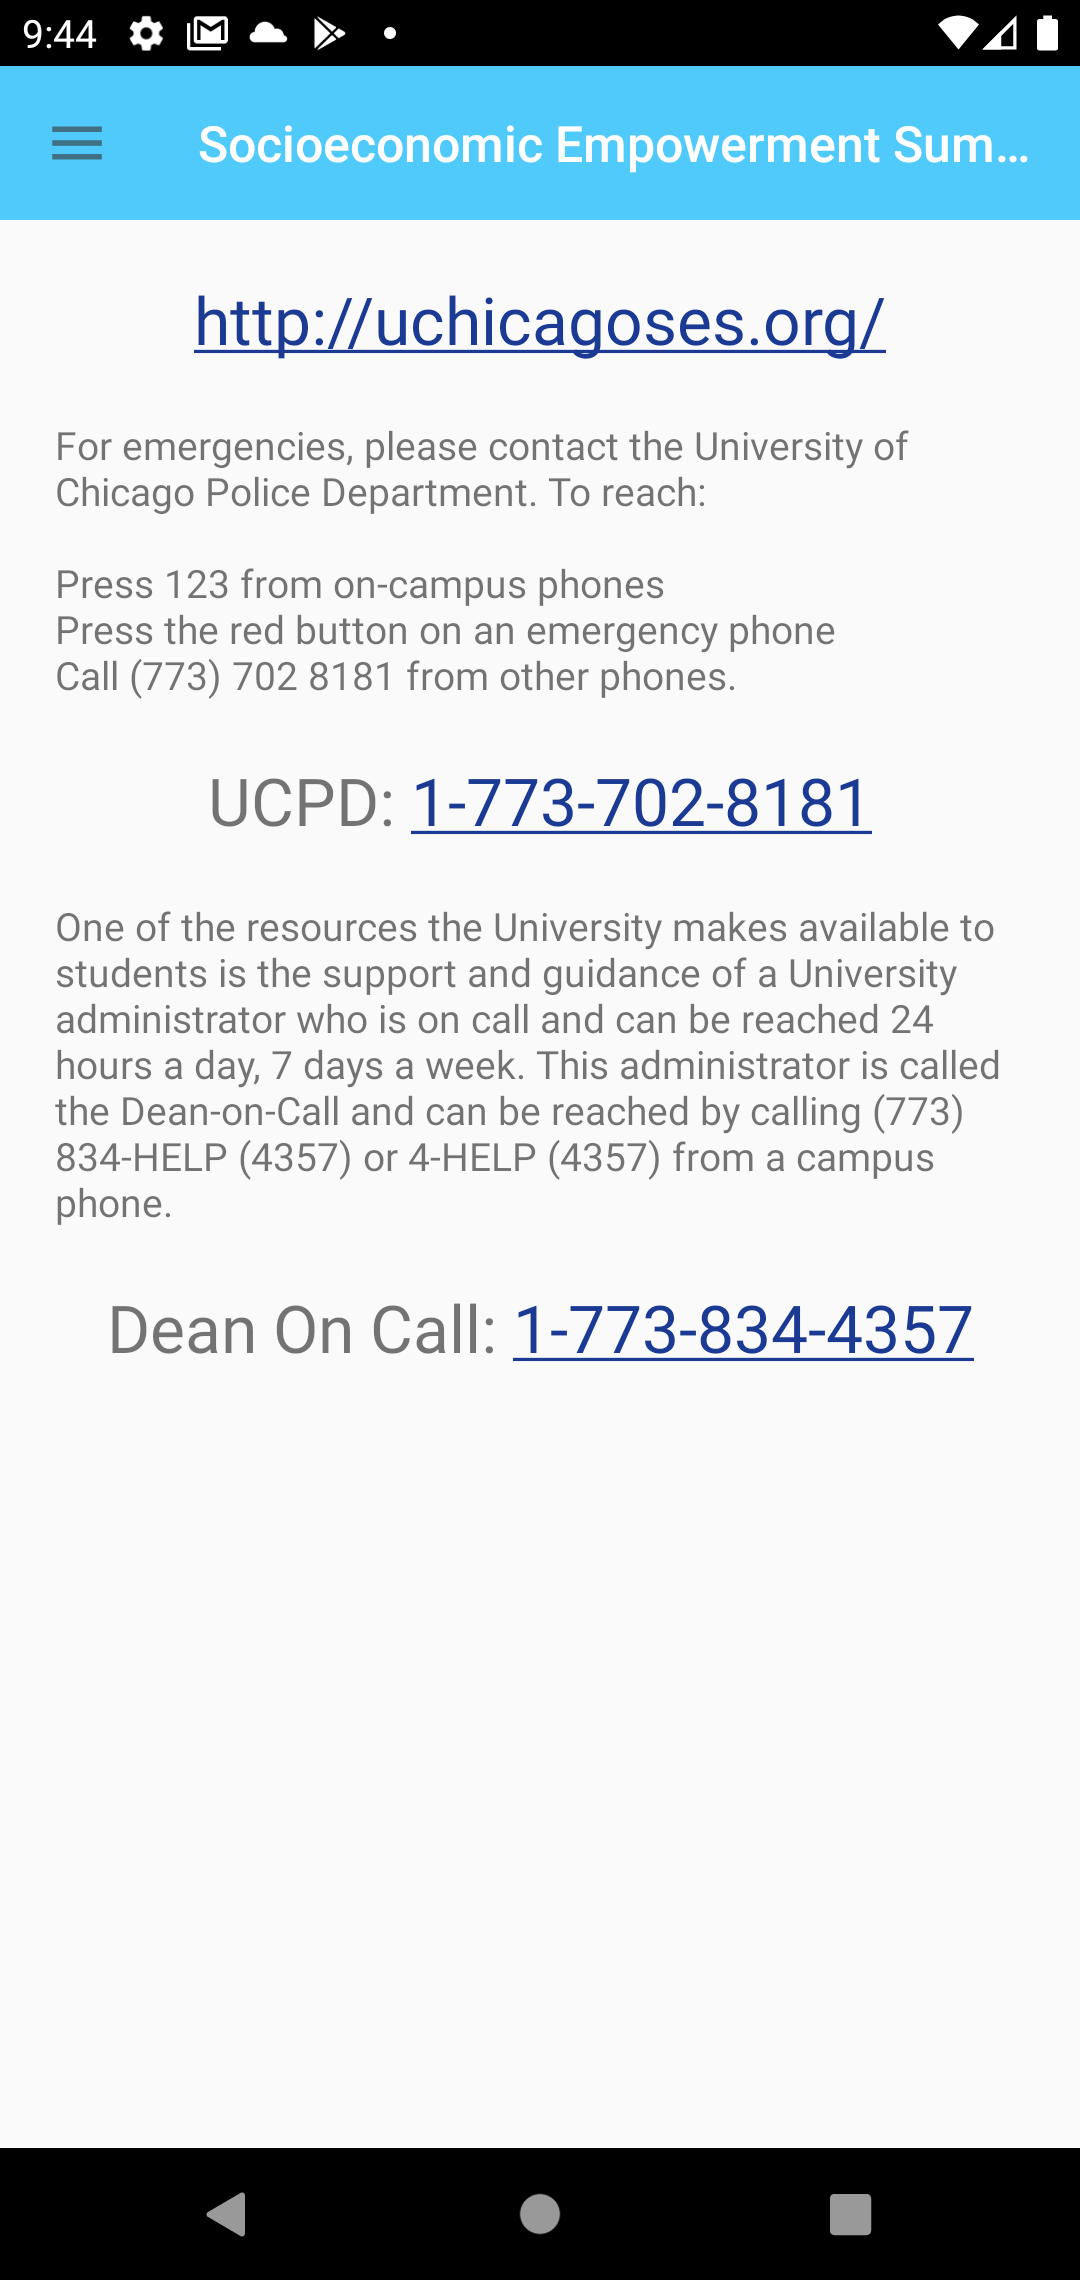 9:44
Socioeconomic Empowerment Sum...
http://uchicagoses.org/
For emergencies, please contact the University of
Chicago Police Department. To reach:
Press 123 from on-campus phones
Press the red button on an emergency phone
Call (773) 702 8181 from other phones.
UCPD: 1-773-702-8181
One of the resources the University makes available to
students is the support and guidance of a University
administrator who is on call and can be reached 24
hours a day, 7 days a week. This administrator is called
the Dean-on-Call and can be reached by calling (773)
834-HELP (4357) or 4-HELP (4357) from a campus
phone.
Dean On Call: 1-773-834-4357